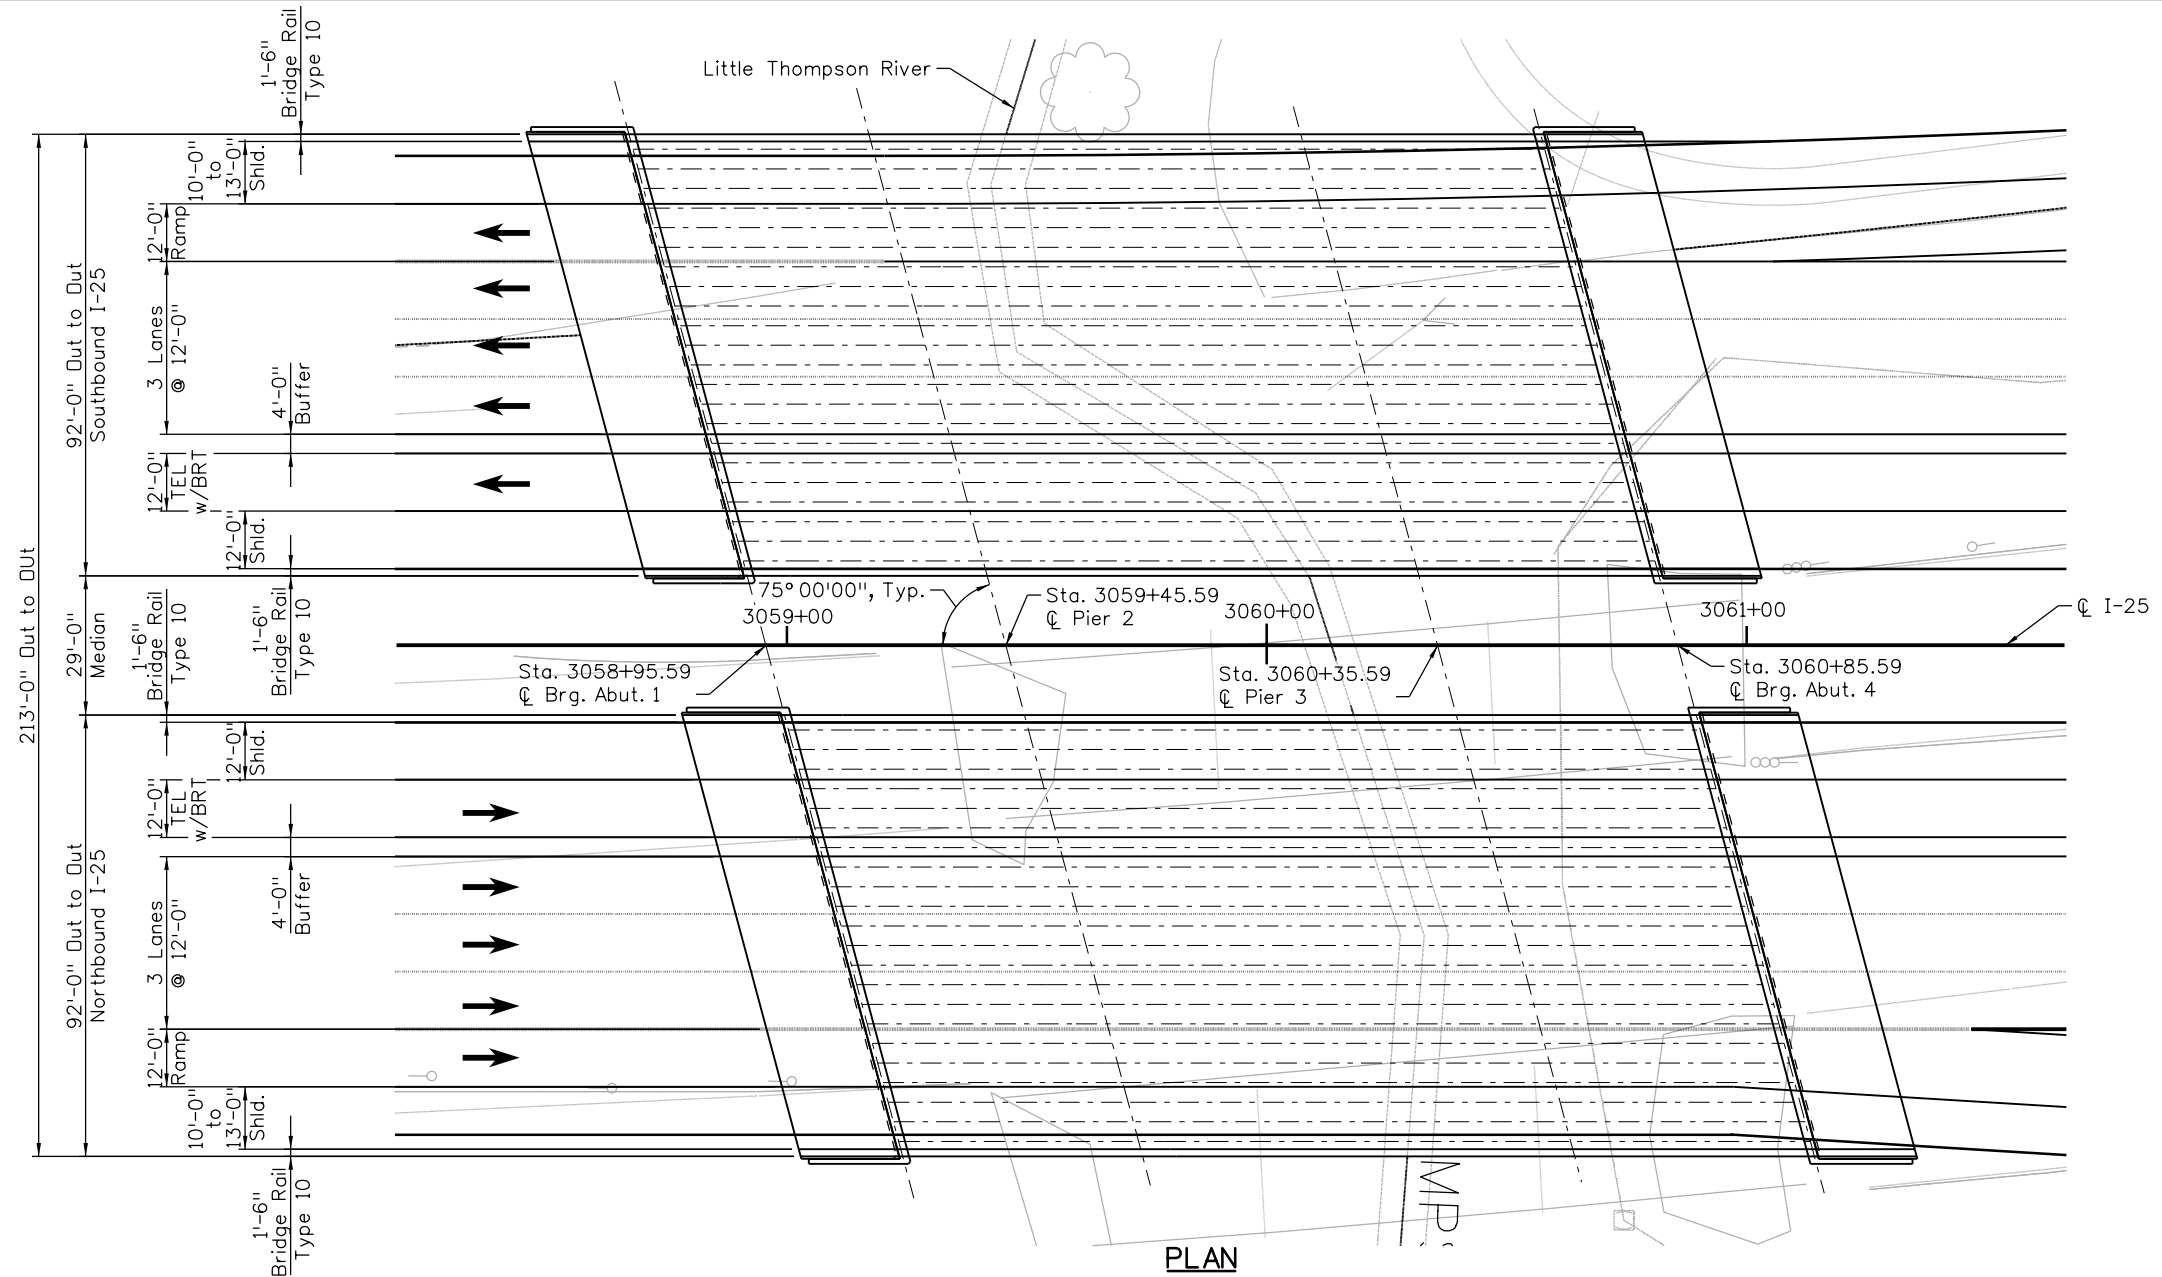 1'-6"
Bridge Rail
Type 10
Little Thompson River
10'-0"
to
13'-0"
Shld.
12'-0"
Ramp
92'-0" Out to Out
Southbound I-25
3 Lanes
@ 12'-0"
4'-0"
Buffer
12'-0"
TEL
w/BRT
12'-0"
Shld.
213'-0" Out to OUt
29'-0"
Median
1'-6"
Bridge Rail
Type 10
1'-6"
Bridge Rail
Type 10
75°00'00", Typ.
3059+00
Sta. 3059+45.59
℄ Pier 2
3060+00
3061+00
℄ I-25
Sta. 3058+95.59
℄ Brg. Abut. 1
Sta. 3060+35.59
℄ Pier 3
Sta. 3060+85.59
℄ Brg. Abut. 4
12'-0"
Shld.
12'-0"
TEL
w/BRT
92'-0" Out to Out
Northbound I-25
4'-0"
Buffer
3 Lanes
@ 12'-0"
12'-0"
Ramp
10'-0"
to
13'-0"
Shld.
1'-6"
Bridge Rail
Type 10
MP
PLAN